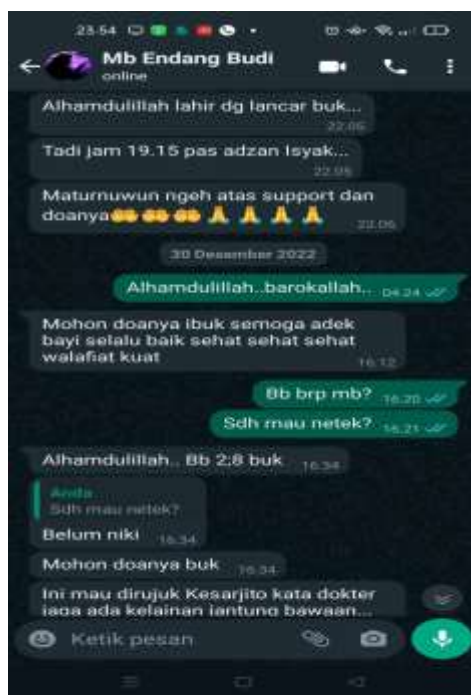 23.54
Mb Endang Budi
online
Alhamdulillah lahir dg lancar buk...
22.05
Tadi jam 19.15 pas adzan Isyak...
22.05
Maturnuwun ngeh atas support dan
doanya
22.06
30 Desember 2022
Alhamdulillah..barokallah.. 04.24
Mohon doanya ibuk semoga adek
bayi selalu baik sehat sehat sehat
walafiat kuat
16.12
Bb brp mb? 16.20
Sdh mau netek? 16.21
Alhamdulillah.. Bb 2;8 buk 16.34
Anda
Sdh mau netek?
Belum niki 16.34
Mohon doanya buk 16.34
Ini mau dirujuk Kesarjito kata dokter
jaga ada kelainan jantung bawaan...
Ketik pesan